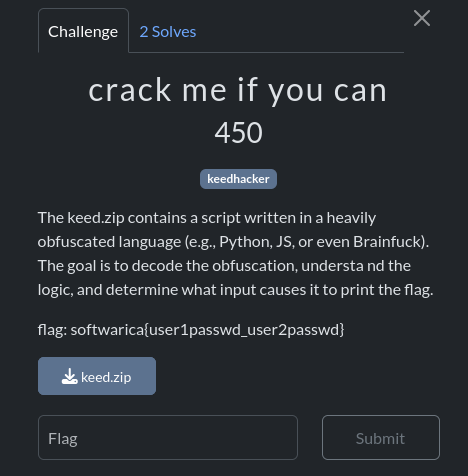 Challenge
2 Solves
crack me if you can
450
keedhacker
The keed.zip contains a script written in a heavily
obfuscated language (e.g., Python, JS, or even Brainfuck).
The goal is to decode the obfuscation, understa nd the
logic, and determine what input causes it to print the flag.
flag: softwarica{user1passwd_user2passwd}
keed.zip
Flag
Submit